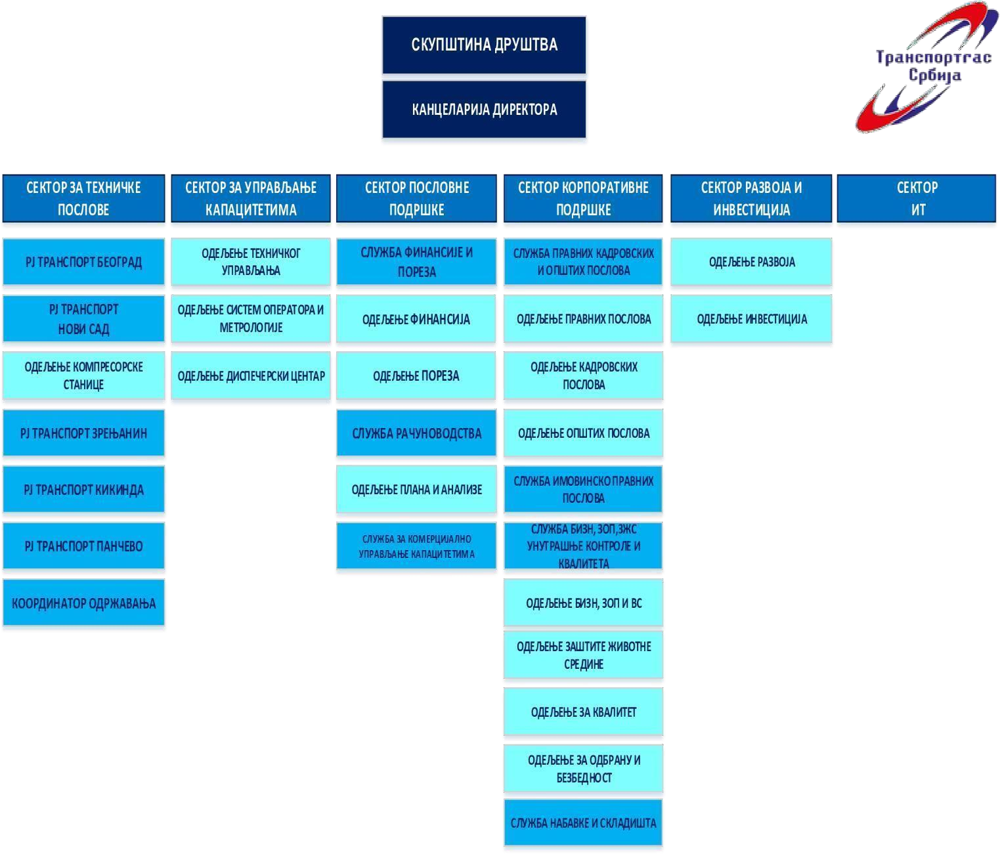 СКУПШТИНА ДРУШТВА
КАНЦЕЛАРИЈА ДИРЕКТОРА
Транспортгас
Србија
СЕКТОР ЗА ТЕХНИЧКЕ
ПОСЛОВЕ
РЈ ТРАНСПОРТ БЕОГРАД
РЈ ТРАНСПОРТ
НОВИ САД
ОДЕЉЕЊЕ КОМПРЕСОРСКЕ
СТАНИЦЕ
РЈ ТРАНСПОРТ ЗРЕЊАНИН
РЈ ТРАНСПОРТ КИКИНДА
РЈ ТРАНСПОРТ ПАНЧЕВО
КООРДИНАТОР ОДРЖАВАЊА
СЕКТОР ЗА УПРАВЉАЊЕ
КАПАЦИТЕТИМА
ОДЕЉЕЊЕ ТЕХНИЧКОГ
УПРАВЉАЊА
ОДЕЉЕЊЕ СИСТЕМ ОПЕРАТОРА И
МЕТРОЛОГИЈЕ
ОДЕЉЕЊЕ ДИСПЕЧЕРСКИ ЦЕНТАР
СЕКТОР ПОСЛОВНЕ
ПОДРШКЕ
СЛУЖБА ФИНАНСИЈЕ И
ПОРЕЗА
ОДЕЉЕЊЕ ФИНАНСИЈА
ОДЕЉЕЊЕ ПОРЕЗА
СЛУЖБА РАЧУНОВОДСТВА
ОДЕЉЕЊЕ ПЛАНА И АНАЛИЗЕ
СЛУЖБА ЗА КОМЕРЦИЈАЛНО
УПРАВЉАЊЕ КАПАЦИТЕТИМА
СЕКТОР КОРПОРАТИВНЕ
ПОДРШКЕ
СЛУЖБА ПРАВНИХ КАДРОВСКИХ
И ОПШТИХ ПОСЛОВА
ОДЕЉЕЊЕ ПРАВНИХ ПОСЛОВА
ОДЕЉЕЊЕ КАДРОВСКИХ
ПОСЛОВА
ОДЕЉЕЊЕ ОПШТИХ ПОСЛОВА
СЛУЖБА ИМОВИНСКО ПРАВНИХ
ПОСЛОВА
СЛУЖБА БИЗН, ЗОП,ЗЖС
УНУТРАШЊЕ КОНТРОЛЕ И
КВАЛИТЕТА
ОДЕЉЕЊЕ БИЗН, ЗОП И ВС
ОДЕЉЕЊЕ ЗАШТИТЕ ЖИВОТНЕ
СРЕДИНЕ
ОДЕЉЕЊЕ ЗА КВАЛИТЕТ
ОДЕЉЕЊЕ ЗА ОДБРАНУ И
БЕЗБЕДНОСТ
СЛУЖБА НАБАВКЕ И СКЛАДИШТА
СЕКТОР РАЗВОЈА И
ИНВЕСТИЦИЈА
ОДЕЉЕЊЕ РАЗВОЈА
ОДЕЉЕЊЕ ИНВЕСТИЦИЈА
СЕКТОР
ИТ